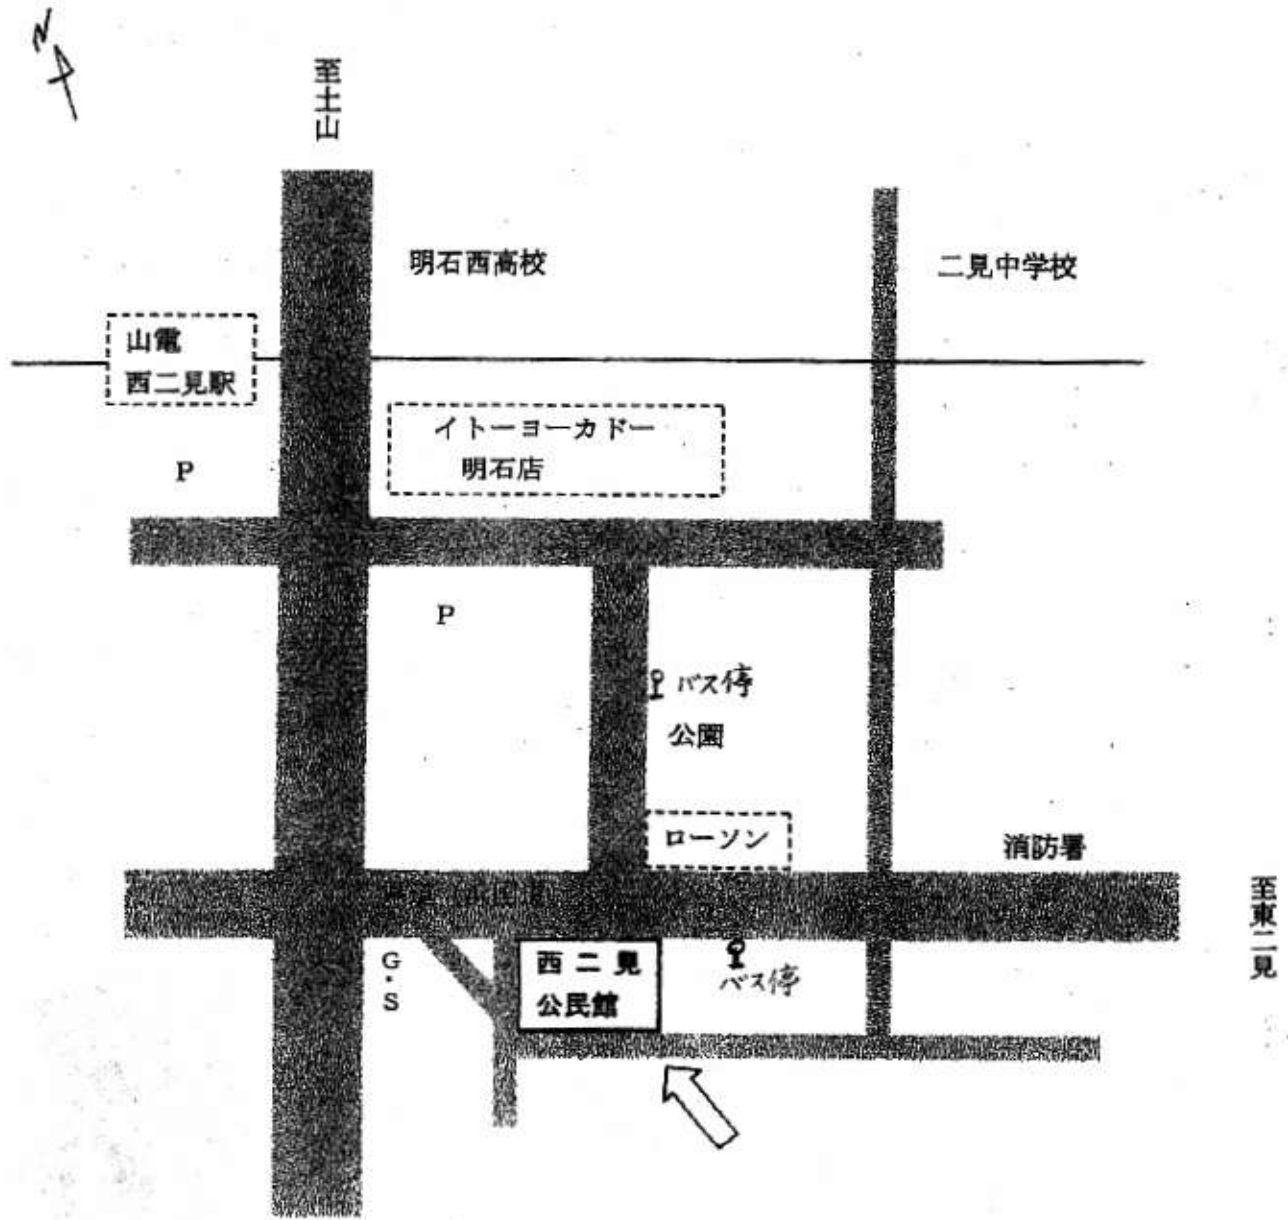 N
至土山
明石西高校
二見中学校
山電
西二見駅
イトーヨーカドー
明石店
P
P
バス停
公園
ローソン
消防署
至東二見
G・S
西二見
公民館
バス停